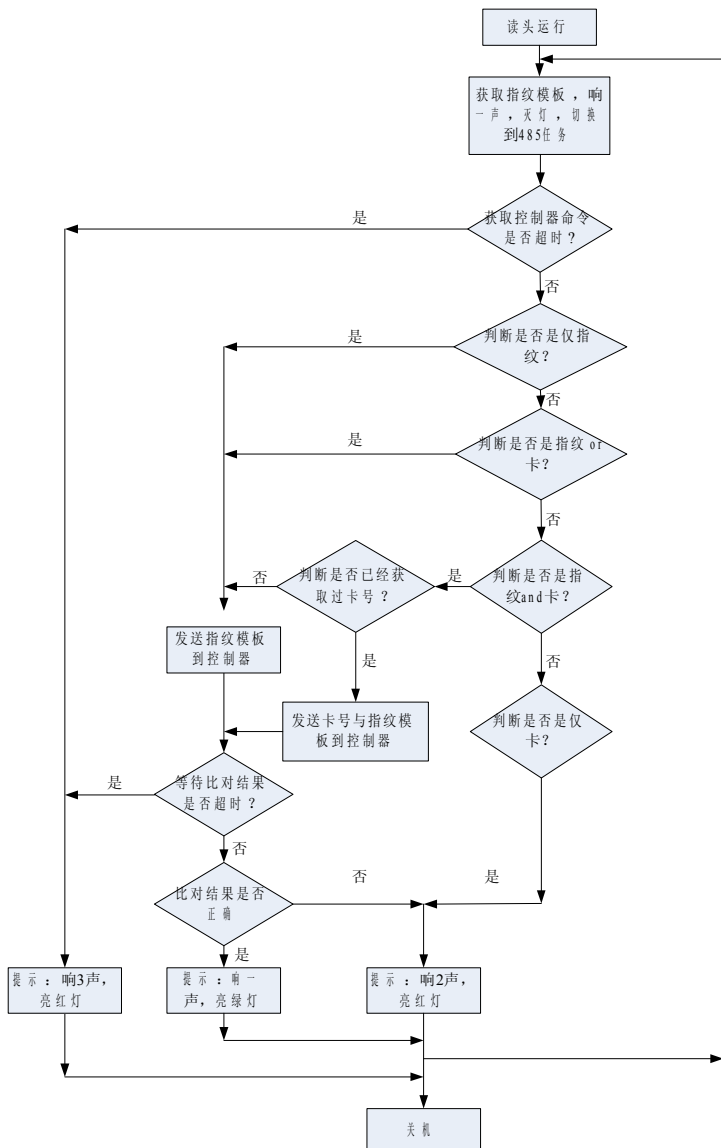 读头运行
获取指纹模板，响
一声，灭灯，切换
到485任务
获取控制器命令
是否超时？
是
否
判断是否是仅指
纹？
是
否
判断是否是指纹 or
卡？
是
否
判断是否是指
纹and卡？
是
判断是否已经获
取过卡号？
否
是
否
发送指纹模板
到控制器
发送卡号与指纹模
板到控制器
判断是否是仅
卡？
等待比对结果
是否超时？
是
否
比对结果是否
正确
否
是
是
提示：响3声，
亮红灯
提示：响一
声，亮绿灯
提示：响2声，
亮红灯
关机